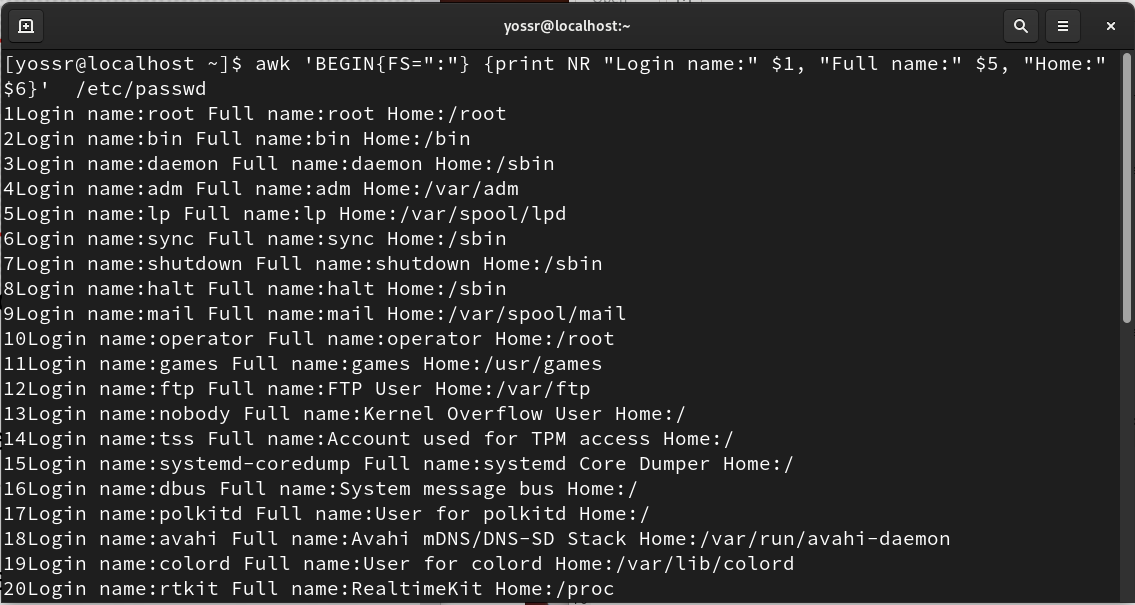 yossr@localhost:~
[yossr@localhost ~]$ awk 'BEGIN{FS=":"} {print NR "Login name:" $1, "Full name:" $5, "Home:"
$6}'  /etc/passwd
1Login name:root Full name:root Home:/root
2Login name:bin Full name:bin Home:/bin
3Login name:daemon Full name:daemon Home:/sbin
4Login name:adm Full name:adm Home:/var/adm
5Login name:lp Full name:lp Home:/var/spool/lpd
6Login name:sync Full name:sync Home:/sbin
7Login name:shutdown Full name:shutdown Home:/sbin
8Login name:halt Full name:halt Home:/sbin
9Login name:mail Full name:mail Home:/var/spool/mail
10Login name:operator Full name:operator Home:/root
11Login name:games Full name:games Home:/usr/games
12Login name:ftp Full name:FTP User Home:/var/ftp
13Login name:nobody Full name:Kernel Overflow User Home:/
14Login name:tss Full name:Account used for TPM access Home:/
15Login name:systemd-coredump Full name:systemd Core Dumper Home:/
16Login name:dbus Full name:System message bus Home:/
17Login name:polkitd Full name:User for polkitd Home:/
18Login name:avahi Full name:Avahi mDNS/DNS-SD Stack Home:/var/run/avahi-daemon
19Login name:colord Full name:User for colord Home:/var/lib/colord
20Login name:rtkit Full name:RealtimeKit Home:/proc